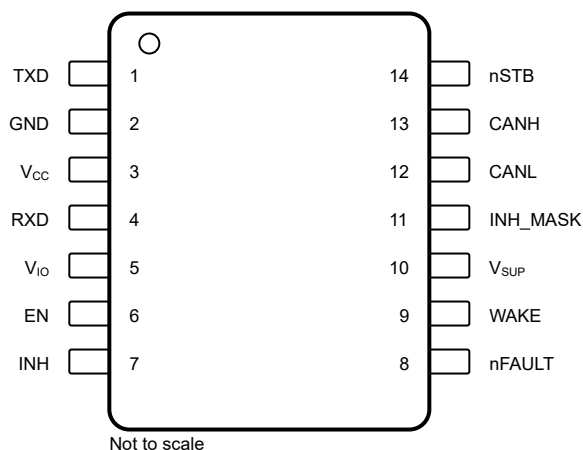 TXD 1 14 nSTB
GND 2 13 CANH
VCC 3 12 CANL
RXD 4 11 INH_MASK
VIO 5 10 VSUP
EN 6 9 WAKE
INH 7 8 nFAULT
Not to scale